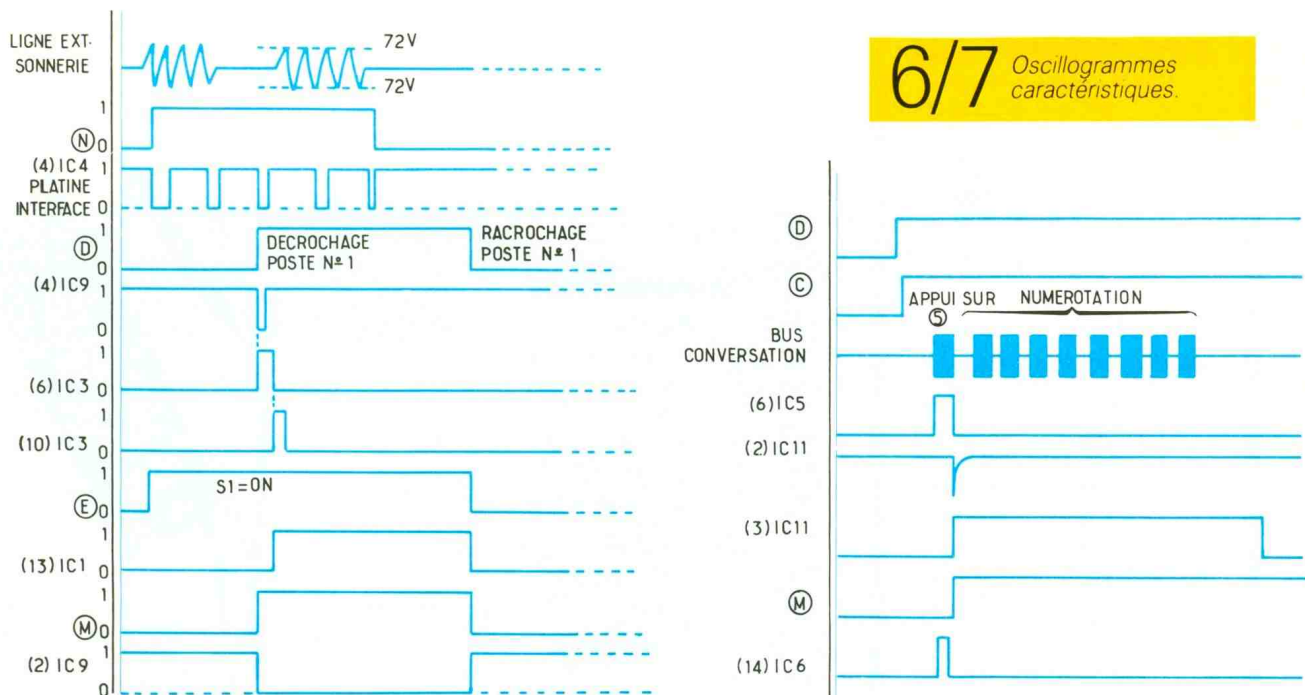 LIGNE EXT-
SONNERIE
72V
72V
1
N 0
(4) IC4 1
PLATINE
INTERFACE 0
1
D
0
DECROCHAGE
POSTE Nº 1
RACROCHAGE
POSTE Nº 1
(4) IC9
1
0
1
(6) IC3 0
1
(10) IC3 0
1
S1=ON
E 0
1
(13) IC1 0
1
M 0
1
(2) IC9
0
6/7 Oscillogrammes
caractéristiques.
D
C
APPUI SUR NUMEROTATION
5
BUS
CONVERSATION
(6) IC5
(2) IC11
(3) IC11
M
(14) IC6